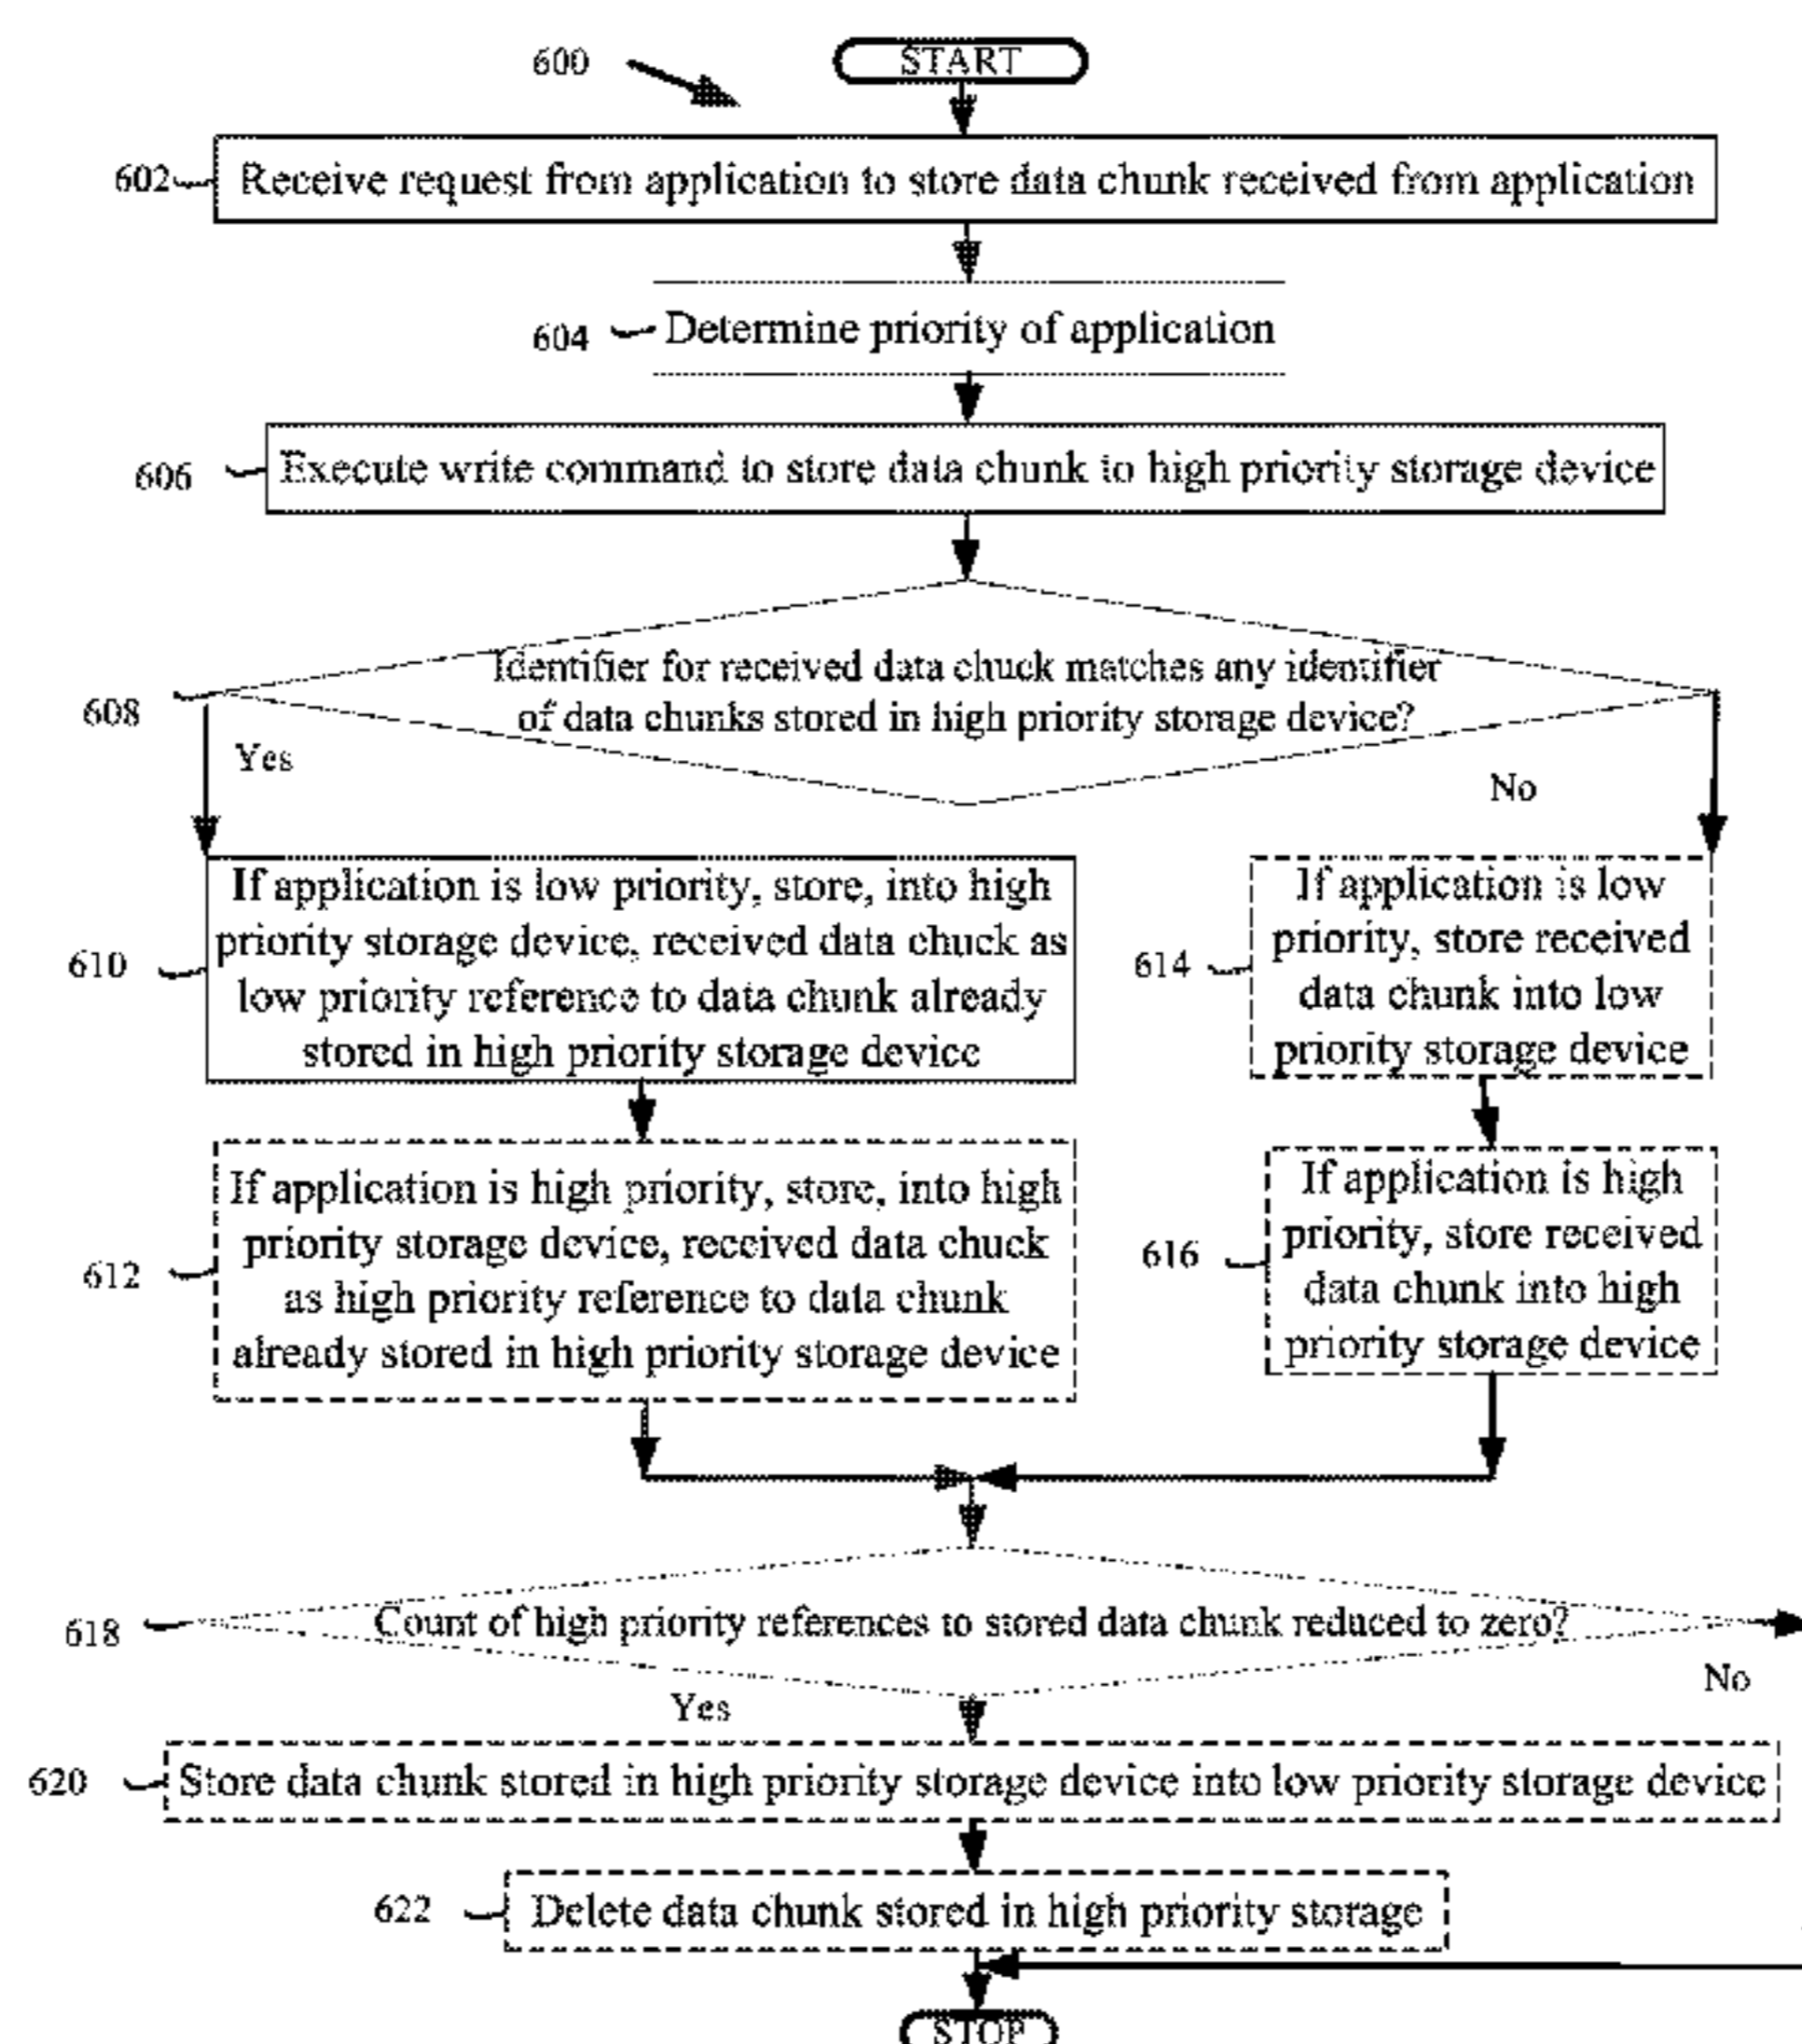 600
START
602
Receive request from application to store data chunk received from application
604
Determine priority of application
606
Execute write command to store data chunk to high priority storage device
608
Identifier for received data chuck matches any identifier
of data chunks stored in high priority storage device?
Yes
No
610
If application is low priority, store, into high
priority storage device, received data chuck as
low priority reference to data chunk already
stored in high priority storage device
614
If application is low
priority, store received
data chunk into low
priority storage device
612
If application is high priority, store, into high
priority storage device, received data chuck
as high priority reference to data chunk
already stored in high priority storage device
616
If application is high
priority, store received
data chunk into high
priority storage device
618
Count of high priority references to stored data chunk reduced to zero?
No
Yes
620
Store data chunk stored in high priority storage device into low priority storage device
622
Delete data chunk stored in high priority storage
STOP